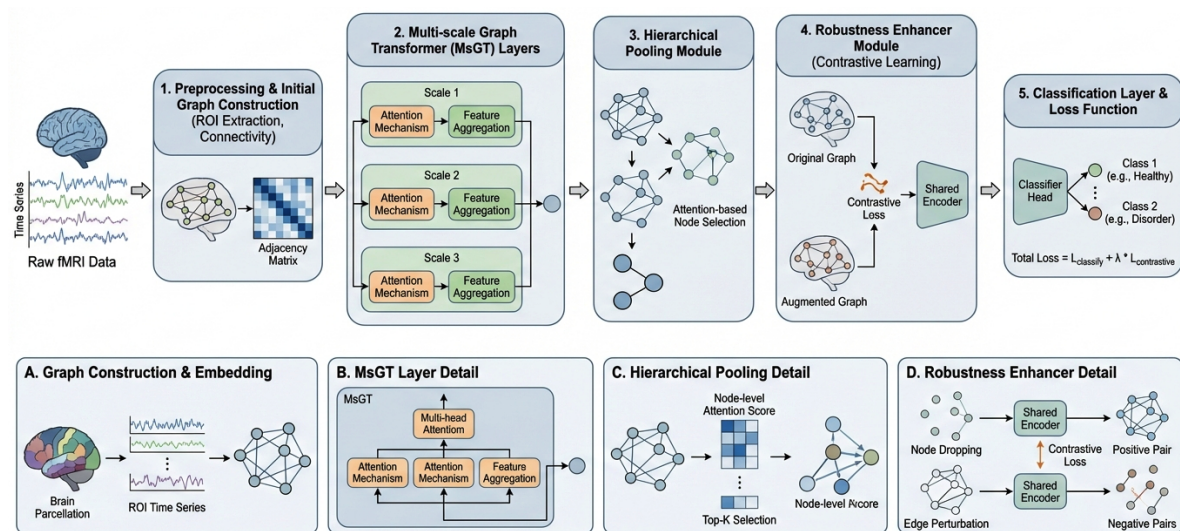 Time Series
Raw fMRI Data
1. Preprocessing & Initial
Graph Construction
(ROI Extraction,
Connectivity)
Adjacency
Matrix
2. Multi-scale Graph
Transformer (MsGT) Layers
Scale 1
Attention
Mechanism
Feature
Aggregation
Scale 2
Attention
Mechanism
Feature
Aggregation
Scale 3
Attention
Mechanism
Feature
Aggregation
3. Hierarchical
Pooling Module
Attention-based
Node Selection
4. Robustness Enhancer
Module
(Contrastive Learning)
Original Graph
Contrastive
Loss
Shared
Encoder
Augmented Graph
5. Classification Layer &
Loss Function
Classifier
Head
Class 1
(e.g., Healthy)
Class 2
(e.g., Disorder)
Total Loss = L_classify + λ * L_contrastive
A. Graph Construction & Embedding
Brain
Parcellation
ROI Time Series
B. MsGT Layer Detail
MsGT
Multi-head
Attentiom
Attention
Mechanism
Attention
Mechanism
Feature
Aggregation
C. Hierarchical Pooling Detail
Node-level
Attention Score
Top-K Selection
Node-level Ascore
D. Robustness Enhancer Detail
Node Dropping
Shared
Encoder
Positive Pair
Contrastive
Loss
Edge Perturbation
Shared
Encoder
Negative Pairs